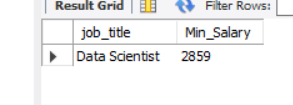 Result Grid Filter Rows:
job_title Min_Salary
Data Scientist 2859